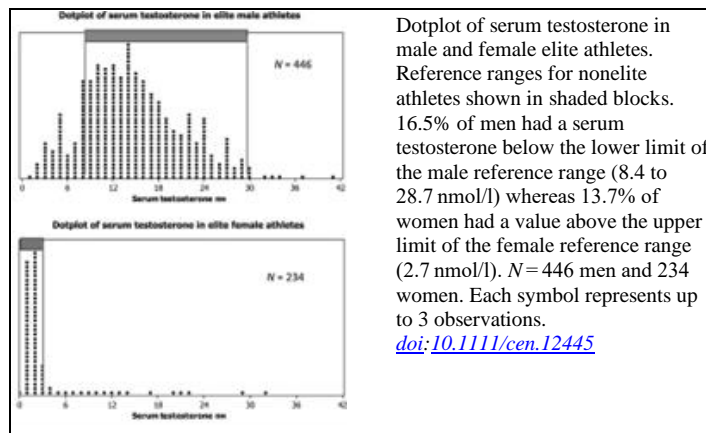 Dotplot of serum testosterone in elite male athletes
N = 446
0 6 12 18 24 30 36 42
Serum testosterone nm
Dotplot of serum testosterone in elite female athletes
N = 234
0 6 12 18 24 30 36 42
Serum testosterone nm
Dotplot of serum testosterone in
male and female elite athletes.
Reference ranges for nonelite
athletes shown in shaded blocks.
16.5% of men had a serum
testosterone below the lower limit of
the male reference range (8.4 to
28.7 nmol/l) whereas 13.7% of
women had a value above the upper
limit of the female reference range
(2.7 nmol/l). N = 446 men and 234
women. Each symbol represents up
to 3 observations.
doi:10.1111/cen.12445